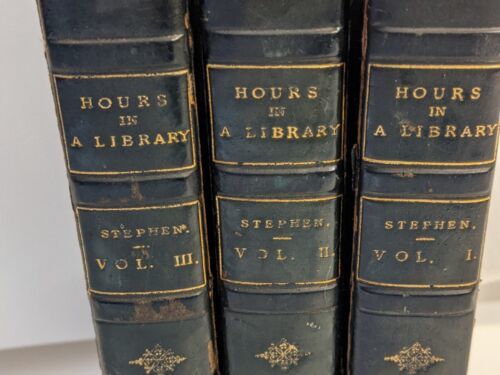 HOURS
IN
A LIBRARY
STEPHEN.
VOL. III.
HOURS
IN
A LIBRARY
STEPHEN.
VOL. II.
HOURS
IN
A LIBRARY
STEPHEN.
VOL. I.